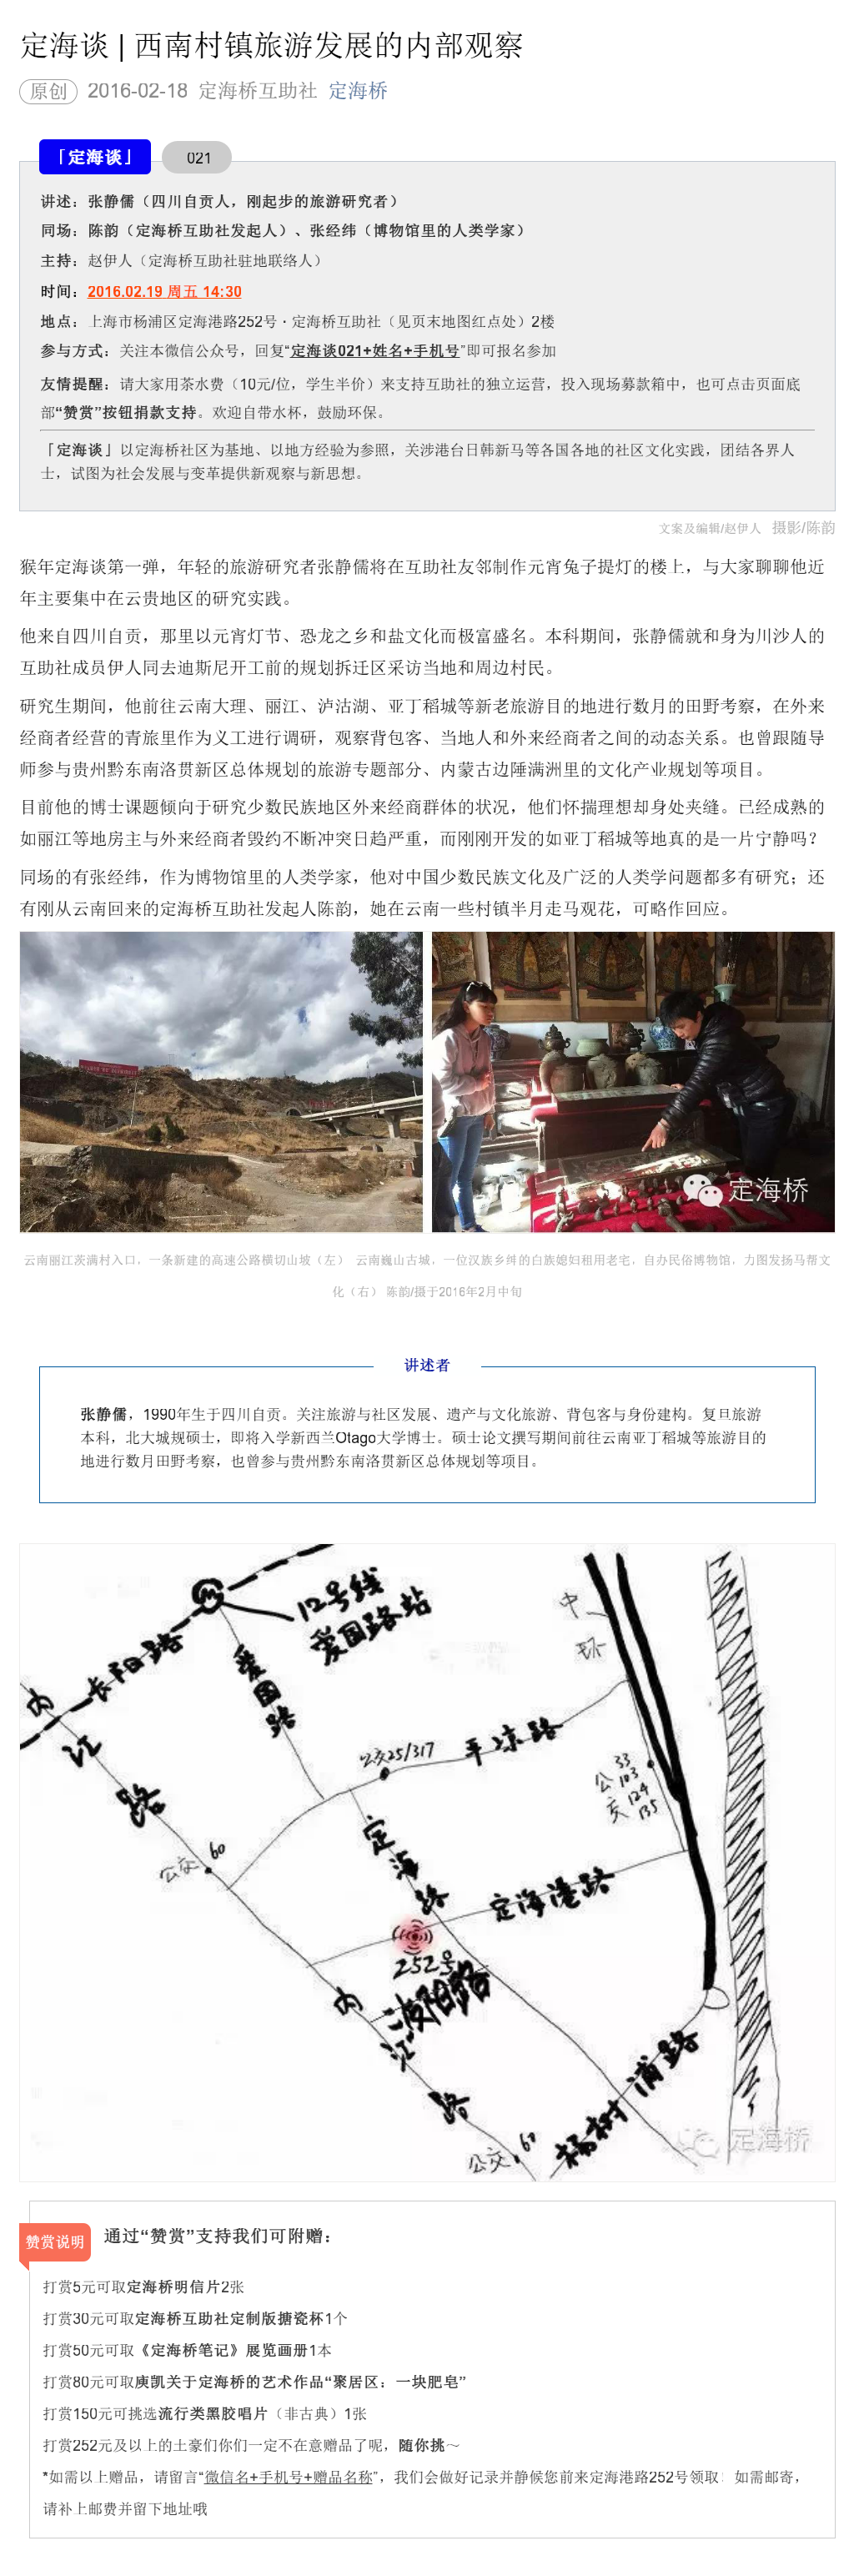 定海谈 | 西南村镇旅游发展的内部观察
原创 2016-02-18 定海桥互助社 定海桥
「定海谈」 021
讲述：张静儒（四川自贡人，刚起步的旅游研究者）
同场：陈韵（定海桥互助社发起人）、张经纬（博物馆里的人类学家）
主持：赵伊人（定海桥互助社驻地联络人）
时间：2016.02.19 周五 14:30
地点：上海市杨浦区定海港路252号 · 定海桥互助社（见页末地图红点处）2楼
参与方式：关注本微信公众号，回复“定海谈021+姓名+手机号”即可报名参加
友情提醒：请大家用茶水费（10元/位，学生半价）来支持互助社的独立运营，投入现场募款箱中，也可点击页面底
部“赞赏”按钮捐款支持。欢迎自带水杯，鼓励环保。
「定海谈」以定海桥社区为基地、以地方经验为参照，关涉港台日韩新马等各国各地的社区文化实践，团结各界人
士，试图为社会发展与变革提供新观察与新思想。
文案及编辑/赵伊人 摄影/陈韵
猴年定海谈第一弹，年轻的旅游研究者张静儒将在互助社友邻制作元宵兔子提灯的楼上，与大家聊聊他近
年主要集中在云贵地区的研究实践。
他来自四川自贡，那里以元宵灯节、恐龙之乡和盐文化而极富盛名。本科期间，张静儒就和身为川沙人的
互助社成员伊人同去迪斯尼开工前的规划拆迁区采访当地和周边村民。
研究生期间，他前往云南大理、丽江、泸沽湖、亚丁稻城等新老旅游目的地进行数月的田野考察，在外来
经商者经营的青旅里作为义工进行调研，观察背包客、当地人和外来经商者之间的动态关系。也曾跟随导
师参与贵州黔东南洛贯新区总体规划的旅游专题部分、内蒙古边陲满洲里的文化产业规划等项目。
目前他的博士课题倾向于研究少数民族地区外来经商群体的状况，他们怀揣理想却身处夹缝。已经成熟的
如丽江等地房主与外来经商者毁约不断冲突日趋严重，而刚刚开发的如亚丁稻城等地真的是一片宁静吗？
同场的有张经纬，作为博物馆里的人类学家，他对中国少数民族文化及广泛的人类学问题都多有研究；还
有刚从云南回来的定海桥互助社发起人陈韵，她在云南一些村镇半月走马观花，可略作回应。
定海桥
云南丽江茨满村入口，一条新建的高速公路横切山坡（左） 云南巍山古城，一位汉族乡绅的白族媳妇租用老宅，自办民俗博物馆，力图发扬马帮文
化（右） 陈韵/摄于2016年2月中旬
讲述者
张静儒，1990年生于四川自贡。关注旅游与社区发展、遗产与文化旅游、背包客与身份建构。复旦旅游
本科，北大城规硕士，即将入学新西兰Otago大学博士。硕士论文撰写期间前往云南亚丁稻城等旅游目的
地进行数月田野考察，也曾参与贵州黔东南洛贯新区总体规划等项目。
12号线
爱国路站
长阳路
爱国路
中环
内江路
公交25/317
平凉路
公交 33 103 124 135
公交 60
定海路
定海港路
252号
波阳路
内江路
杨树浦路
公交 60
定海桥
赞赏说明 通过“赞赏”支持我们可附赠：
打赏5元可取定海桥明信片2张
打赏30元可取定海桥互助社定制版搪瓷杯1个
打赏50元可取《定海桥笔记》展览画册1本
打赏80元可取庾凯关于定海桥的艺术作品“聚居区：一块肥皂”
打赏150元可挑选流行类黑胶唱片（非古典）1张
打赏252元及以上的土豪们你们一定不在意赠品了呢，随你挑～
*如需以上赠品，请留言“微信名+手机号+赠品名称”，我们会做好记录并静候您前来定海港路252号领取！如需邮寄，
请补上邮费并留下地址哦